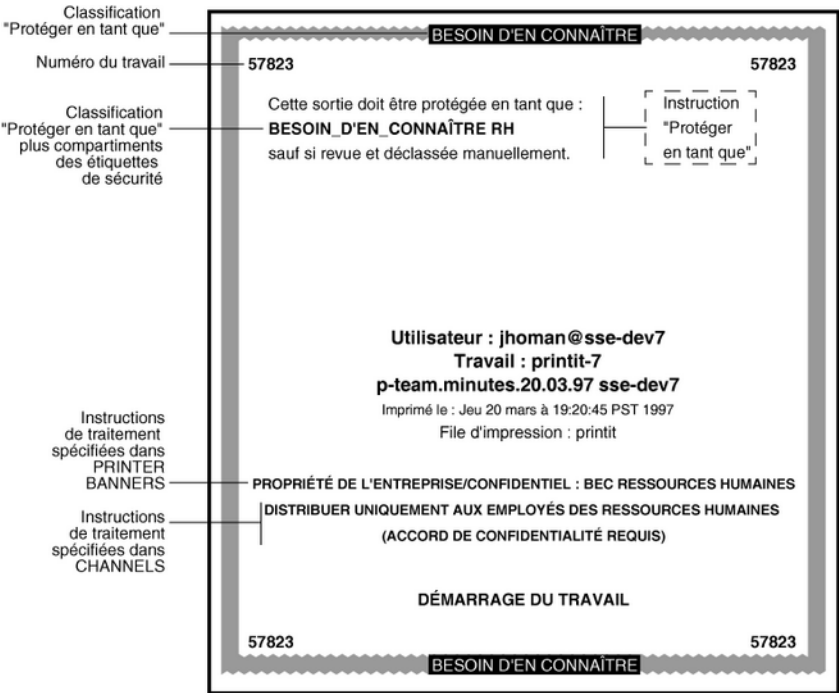 Classification
"Protéger en tant que"
BESOIN D'EN CONNAÎTRE
Numéro du travail
57823
57823
Classification
"Protéger en tant que"
plus compartiments
des étiquettes
de sécurité
Cette sortie doit être protégée en tant que :
BESOIN_D'EN_CONNAÎTRE RH
sauf si revue et déclassée manuellement.
Instruction
"Protéger
en tant que"
Utilisateur : jhoman@sse-dev7
Travail : printit-7
p-team.minutes.20.03.97 sse-dev7
Imprimé le : Jeu 20 mars à 19:20:45 PST 1997
File d'impression : printit
Instructions
de traitement
spécifiées dans
PRINTER
BANNERS
PROPRIÉTÉ DE L'ENTREPRISE/CONFIDENTIEL : BEC RESSOURCES HUMAINES
Instructions
de traitement
spécifiées dans
CHANNELS
DISTRIBUER UNIQUEMENT AUX EMPLOYÉS DES RESSOURCES HUMAINES
(ACCORD DE CONFIDENTIALITÉ REQUIS)
DÉMARRAGE DU TRAVAIL
57823
57823
BESOIN D'EN CONNAÎTRE